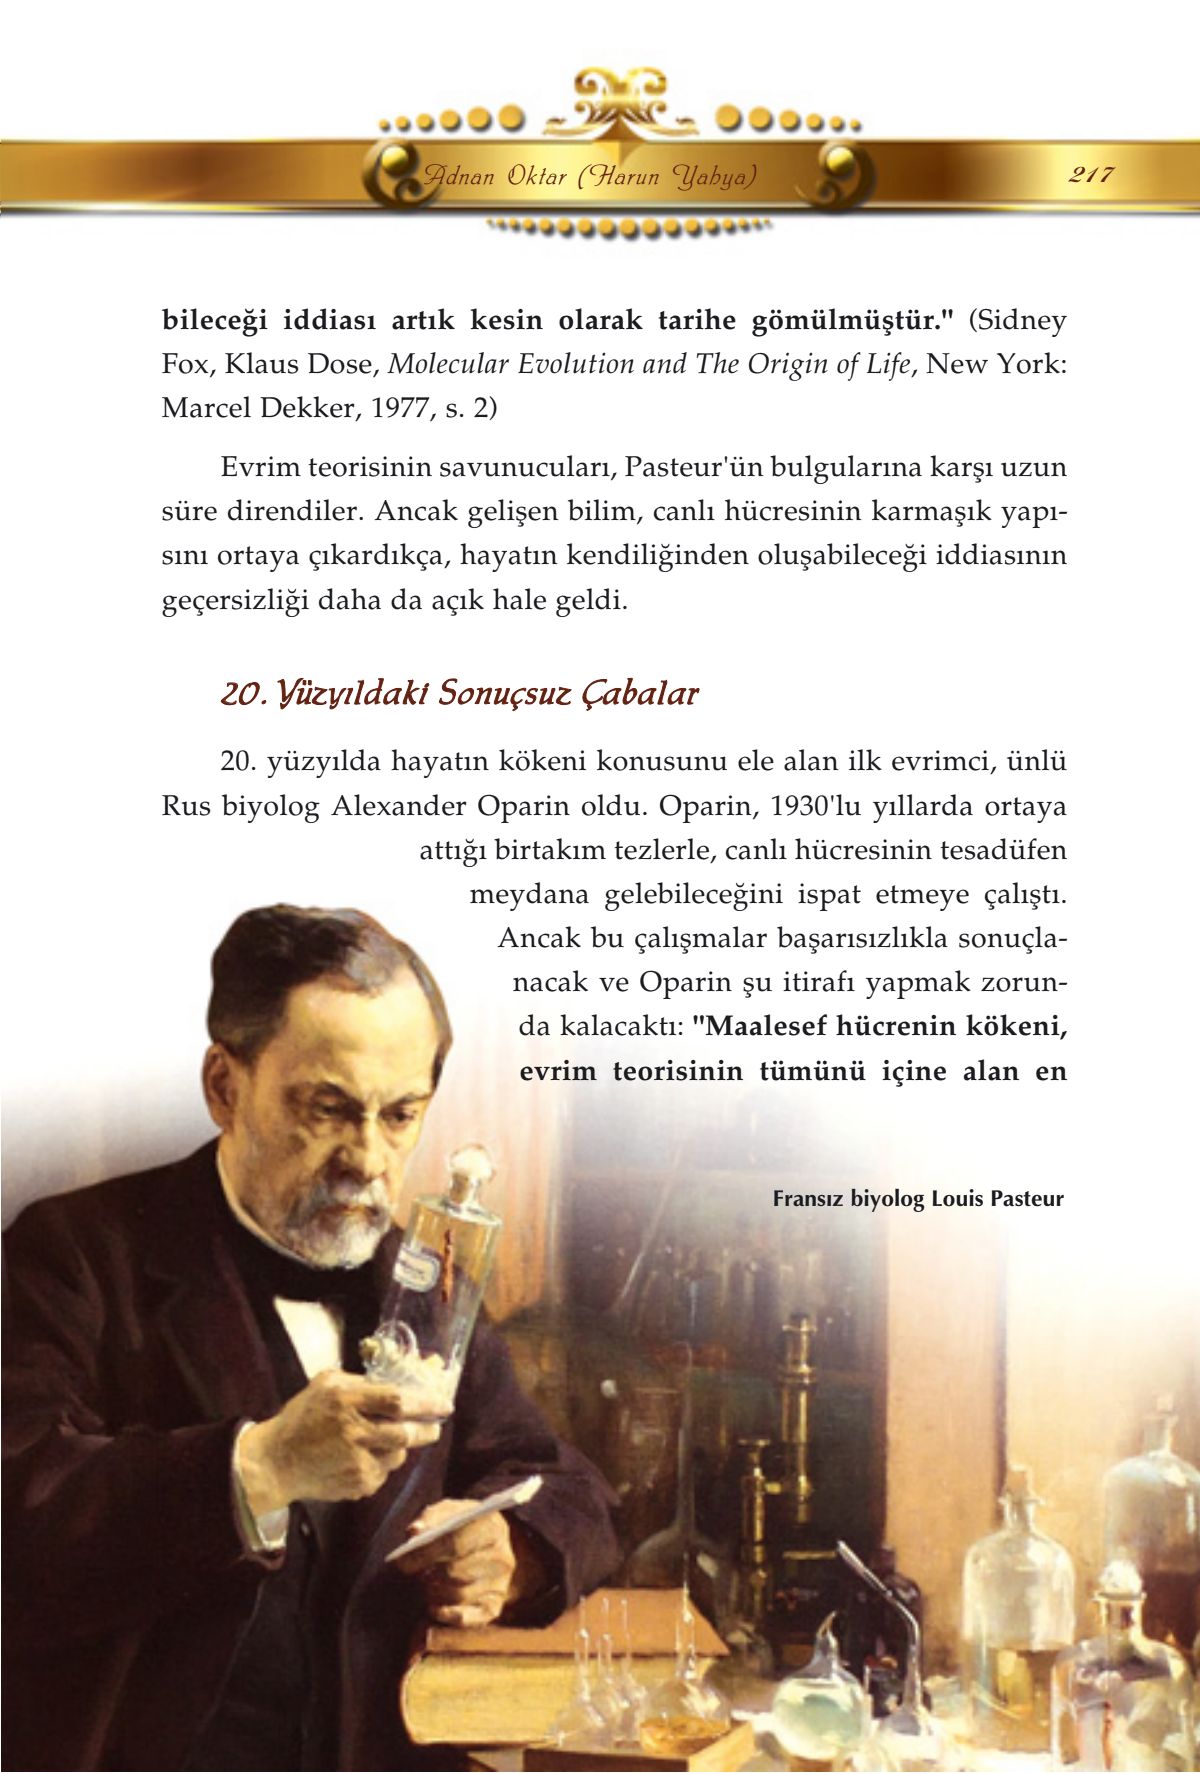 Adnan Oktar (Harun Yahya)
217
bileceği iddiası artık kesin olarak tarihe gömülmüştür." (Sidney
Fox, Klaus Dose, Molecular Evolution and The Origin of Life, New York:
Marcel Dekker, 1977, s. 2)
Evrim teorisinin savunucuları, Pasteur'ün bulgularına karşı uzun
süre direndiler. Ancak gelişen bilim, canlı hücresinin karmaşık yapı-
sını ortaya çıkardıkça, hayatın kendiliğinden oluşabileceği iddiasının
geçersizliği daha da açık hale geldi.
20. Yüzyıldaki Sonuçsuz Çabalar
20. yüzyılda hayatın kökeni konusunu ele alan ilk evrimci, ünlü
Rus biyolog Alexander Oparin oldu. Oparin, 1930'lu yıllarda ortaya
attığı birtakım tezlerle, canlı hücresinin tesadüfen
meydana gelebileceğini ispat etmeye çalıştı.
Ancak bu çalışmalar başarısızlıkla sonuçla-
nacak ve Oparin şu itirafı yapmak zorun-
da kalacaktı: "Maalesef hücrenin kökeni,
evrim teorisinin tümünü içine alan en
Fransız biyolog Louis Pasteur